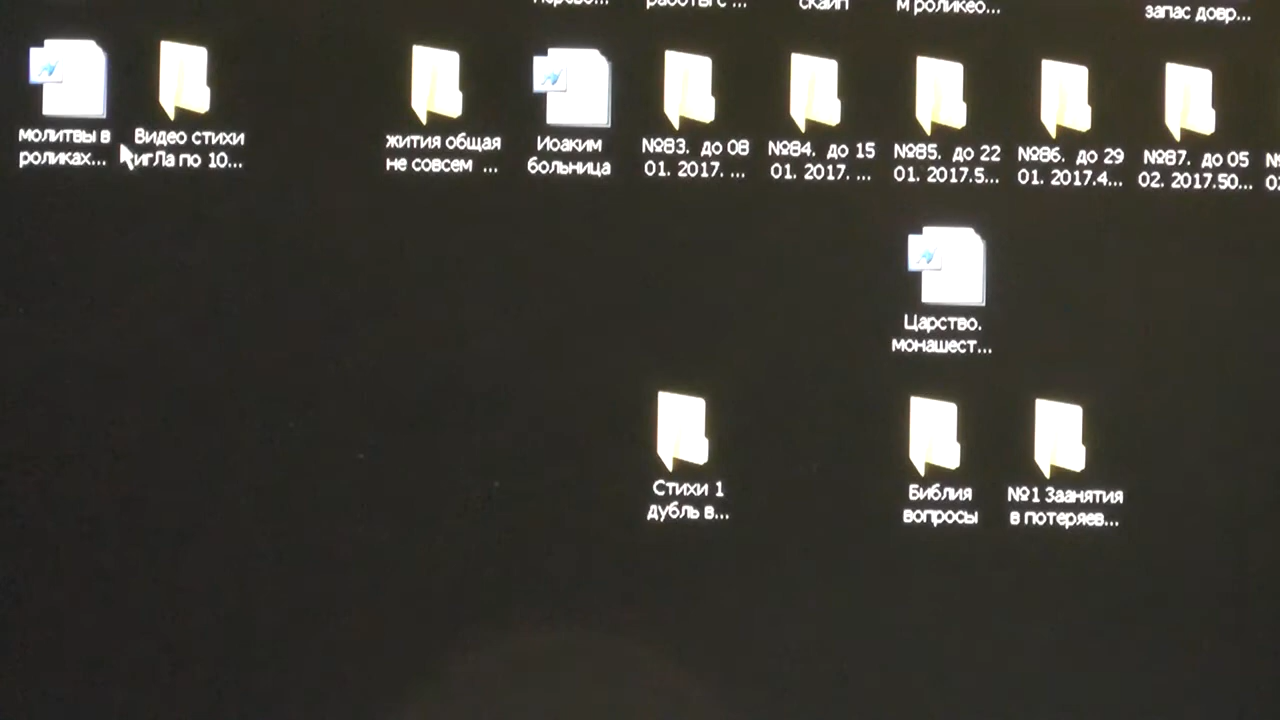 скайп
м ролико...
запас довр...
молитвы в
роликах...
Видео стихи
игЛа по 10...
жития общая
не совсем ...
Иоаким
больница
№83. до 08
01. 2017. ...
№84. до 15
01. 2017. ...
№85. до 22
01. 2017.5...
№86. до 29
01. 2017.4...
№87. до 05
02. 2017.50...
Царство.
монашест...
Стихи 1
дубль в...
Библия
вопросы
№1 Заанятия
в потеряев...